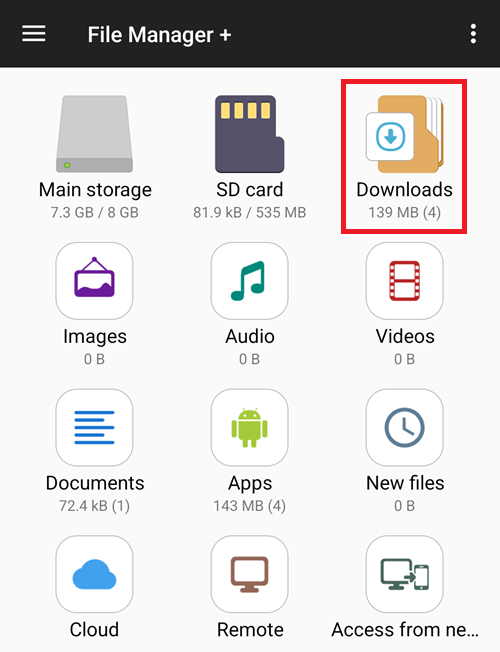 File Manager +
Main storage
7.3 GB / 8 GB
SD card
81.9 kB / 535 MB
Downloads
139 MB (4)
Images
0 B
Audio
0 B
Videos
0 B
Documents
72.4 kB (1)
Apps
143 MB (4)
New files
0 B
Cloud
Remote
Access from ne...